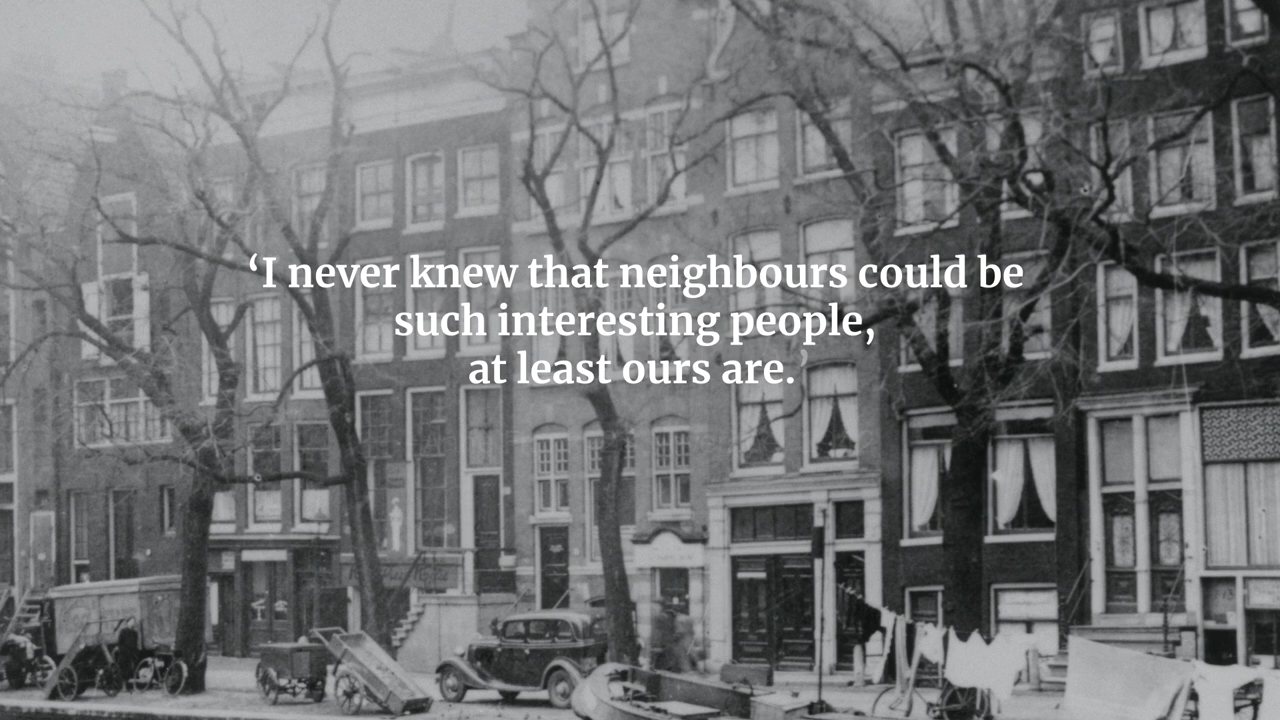 ‘I never knew that neighbours could be
such interesting people,
at least ours are.’